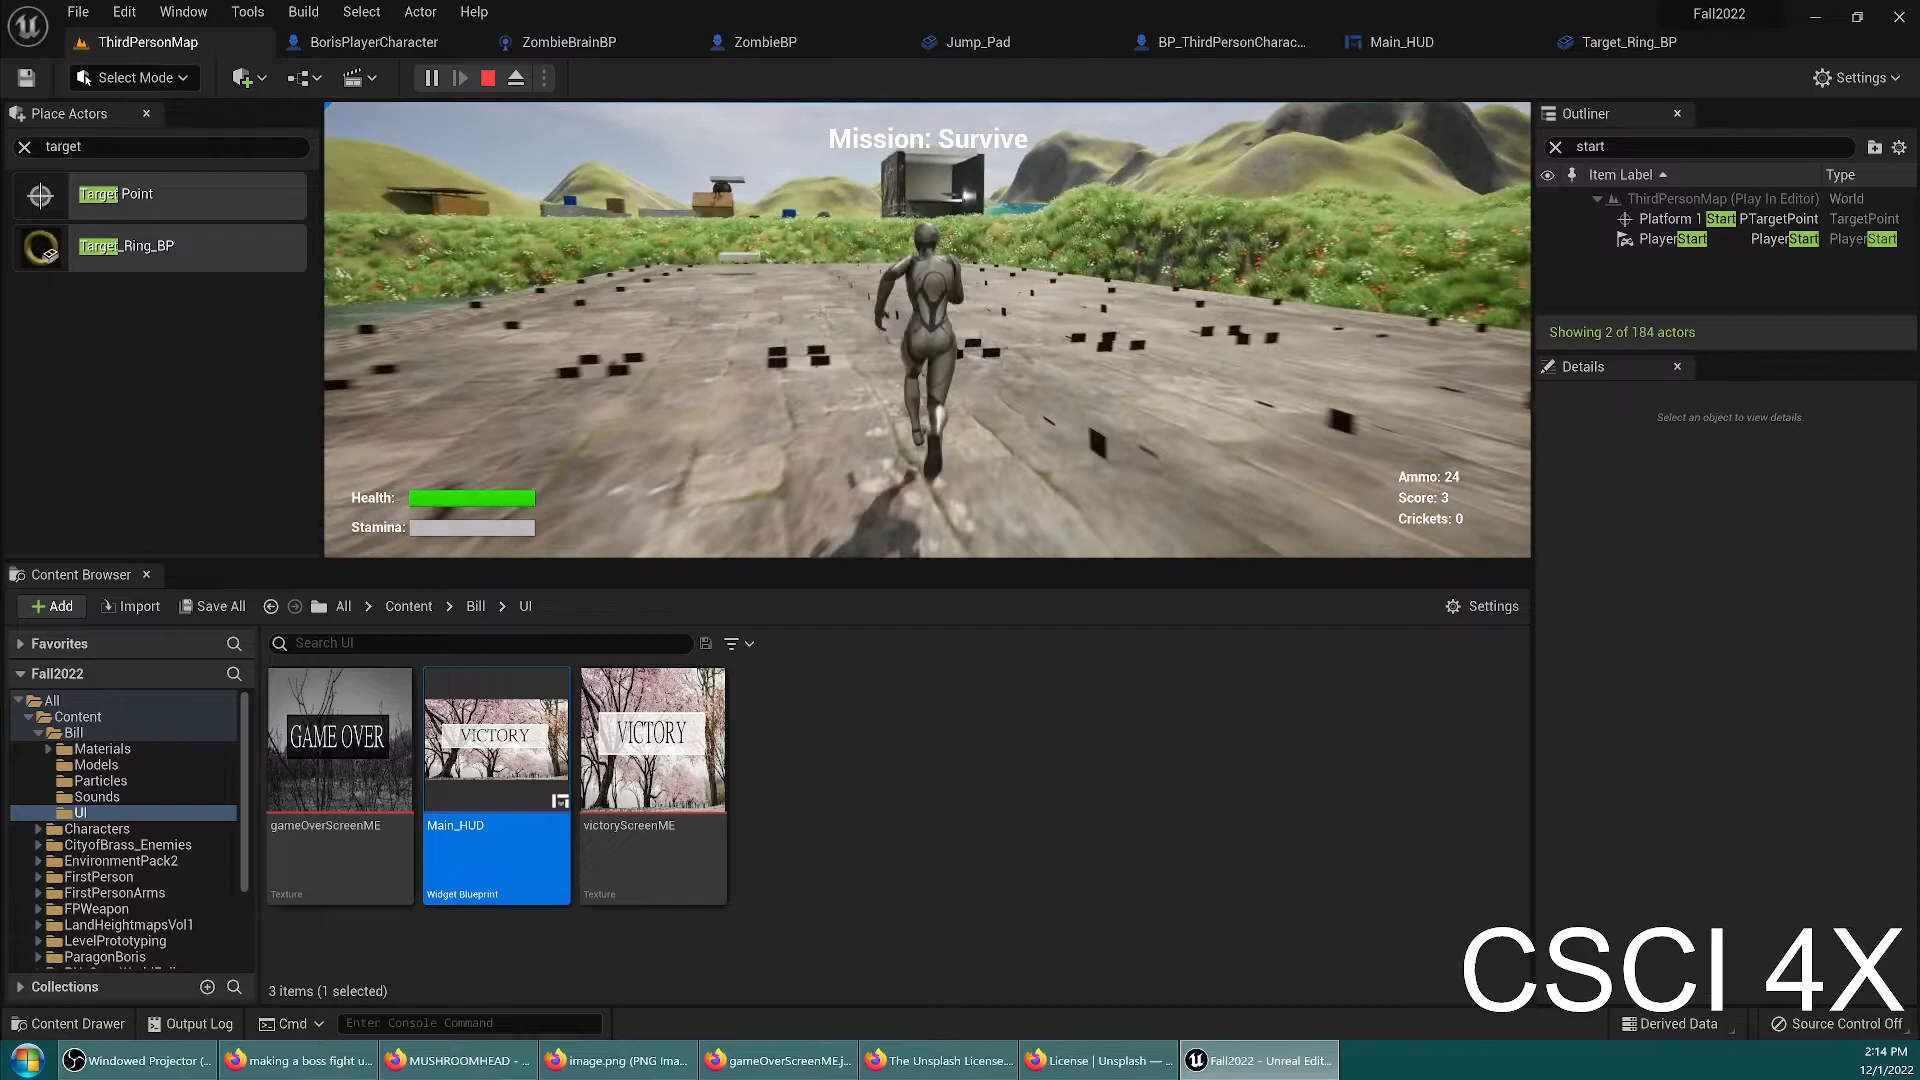 File Edit Window Tools Build Select Actor Help
Fall2022
ThirdPersonMap BorisPlayerCharacter ZombieBrainBP ZombieBP Jump_Pad BP_ThirdPersonCharac... Main_HUD Target_Ring_BP
Select Mode
Settings
Place Actors
target
Target Point
Target_Ring_BP
Mission: Survive
Health:
Stamina:
Ammo: 24
Score: 3
Crickets: 0
Outliner
start
Item Label Type
ThirdPersonMap (Play In Editor) World
Platform 1 Start PTargetPoint TargetPoint
PlayerStart PlayerStart PlayerStart
Showing 2 of 184 actors
Details
Select an object to view details.
Content Browser
Add Import Save All All Content Bill UI
Settings
Favorites
Search UI
Fall2022
All
Content
Bill
Materials
Models
Particles
Sounds
UI
Characters
CityofBrass_Enemies
EnvironmentPack2
FirstPerson
FirstPersonArms
FPWeapon
LandHeightmapsVol1
LevelPrototyping
ParagonBoris
Collections
GAME OVER
VICTORY
VICTORY
gameOverScreenME
Main_HUD
victoryScreenME
Texture
Widget Blueprint
Texture
3 items (1 selected)
CSCI 4X
Content Drawer Output Log Cmd Enter Console Command
Derived Data Source Control Off
Windowed Projector (... making a boss fight u... MUSHROOMHEAD - ... image.png (PNG Ima... gameOverScreenME.j... The Unsplash License... License | Unsplash — ... Fall2022 - Unreal Edit...
2:14 PM
12/1/2022